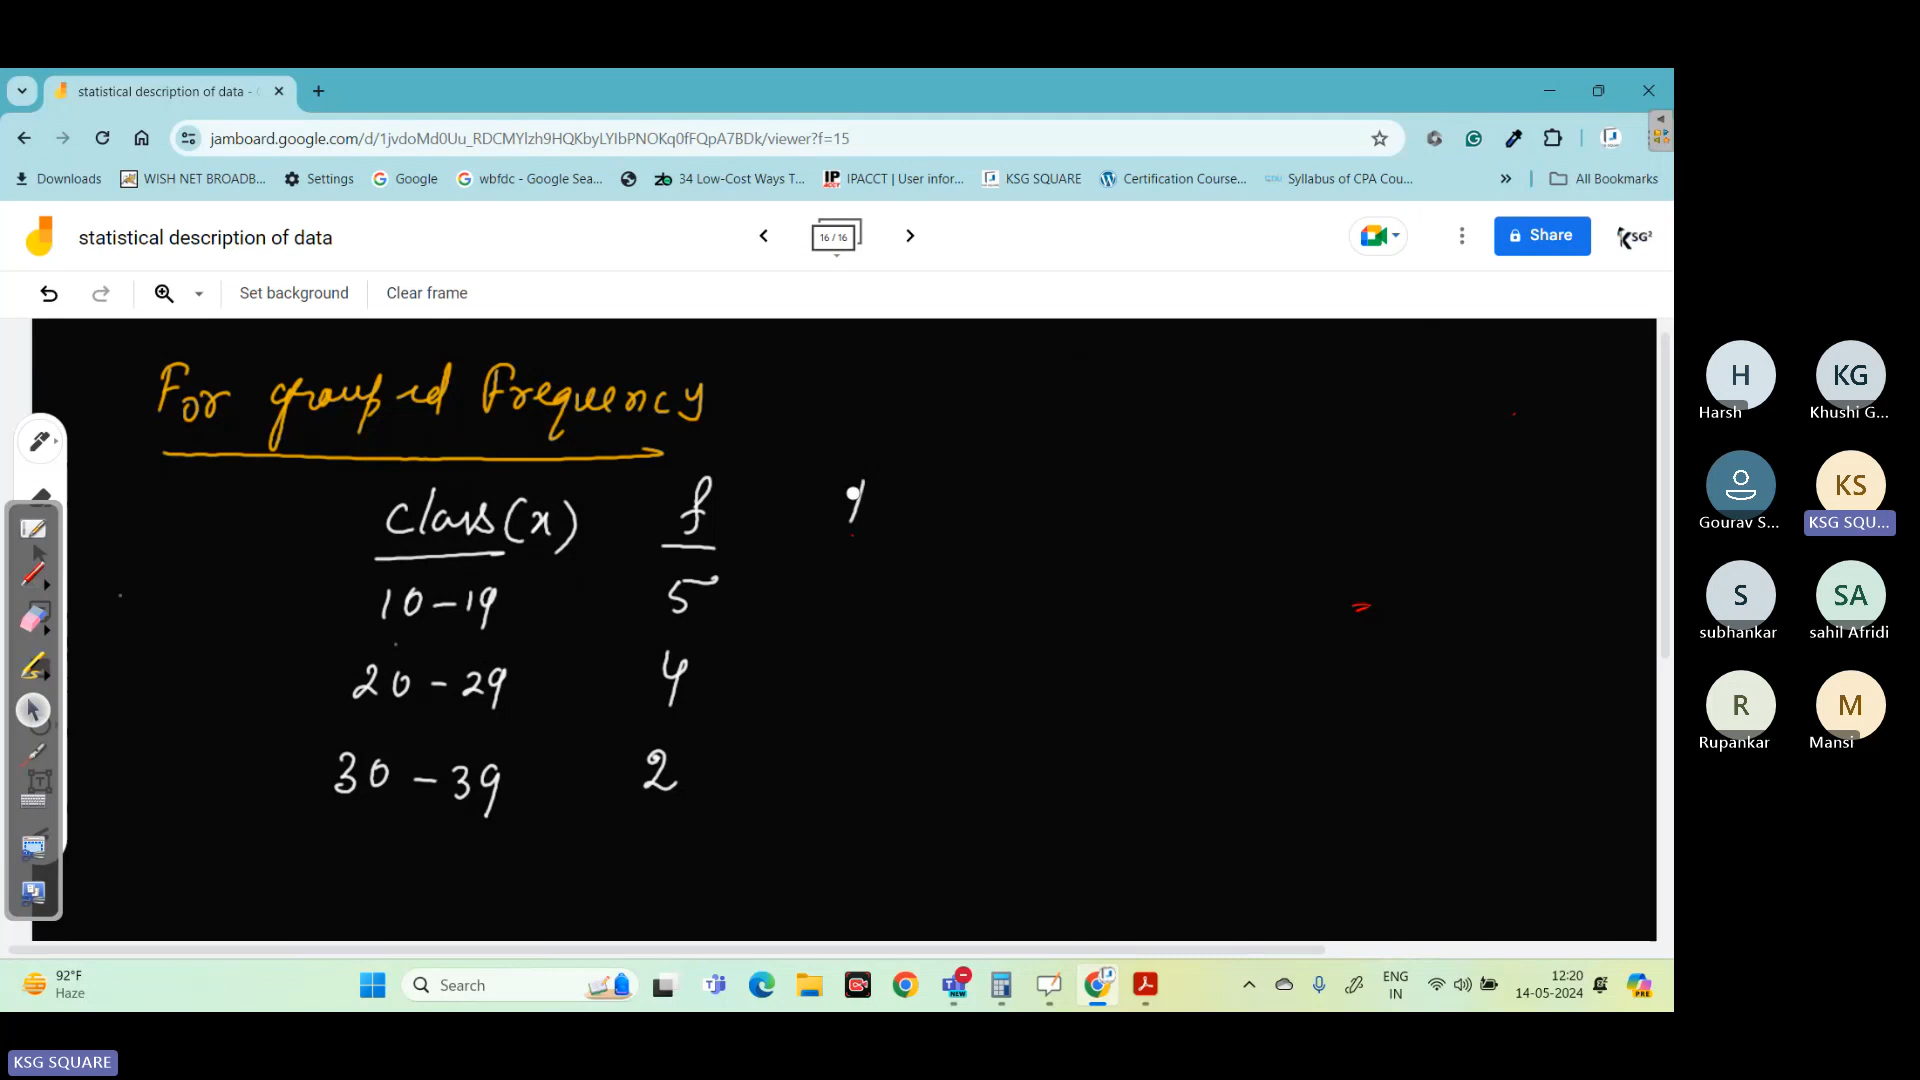 statistical description of data -
jamboard.google.com/d/1jvdoMd0Uu_RDCMYlzh9HQKbyLYlbPNOKq0fFQpA7BDk/viewer?f=15
Downloads WISH NET BROADB... Settings Google wbfdc - Google Sea... 34 Low-Cost Ways T... IPACCT | User infor... KSG SQUARE Certification Course... Syllabus of CPA Cou... » All Bookmarks
statistical description of data 16 / 16 Share KSG²
Set background Clear frame
For grouped Frequency
class(x) f
10-19 5
20-29 4
30-39 2
H KG
Harsh Khushi G...
KS
Gourav S... KSG SQU...
S SA
subhankar sahil Afridi
R M
Rupankar Mansi
92°F
Haze
Search
NEW
ENG
IN
12:20
14-05-2024
PRE
KSG SQUARE